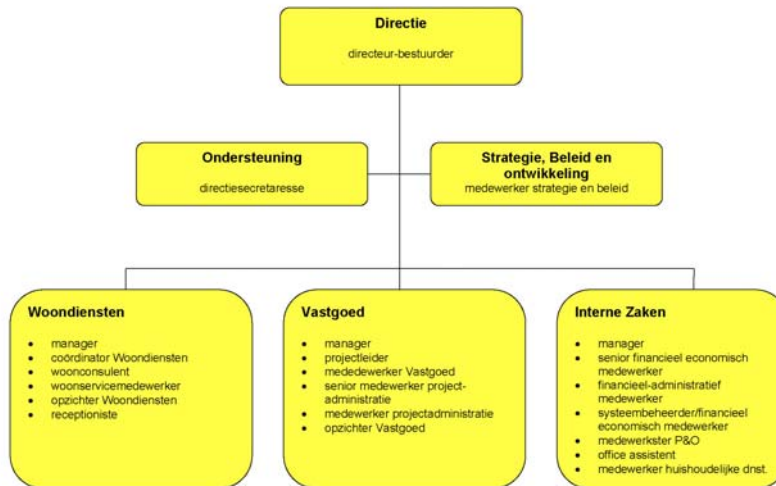 Directie
directeur-bestuurder
Ondersteuning
directiesecretaresse
Strategie, Beleid en
ontwikkeling
medewerker strategie en beleid
Woondiensten
• manager
• coördinator Woondiensten
• woonconsulent
• woonservicemedewerker
• opzichter Woondiensten
• receptioniste
Vastgoed
• manager
• projectleider
• mededewerker Vastgoed
• senior medewerker project-
administratie
• medewerker projectadministratie
• opzichter Vastgoed
Interne Zaken
• manager
• senior financieel economisch
medewerker
• financieel-administratief
medewerker
• systeembeheerder/financieel
economisch medewerker
• medewerkster P&O
• office assistent
• medewerker huishoudelijke dnst.